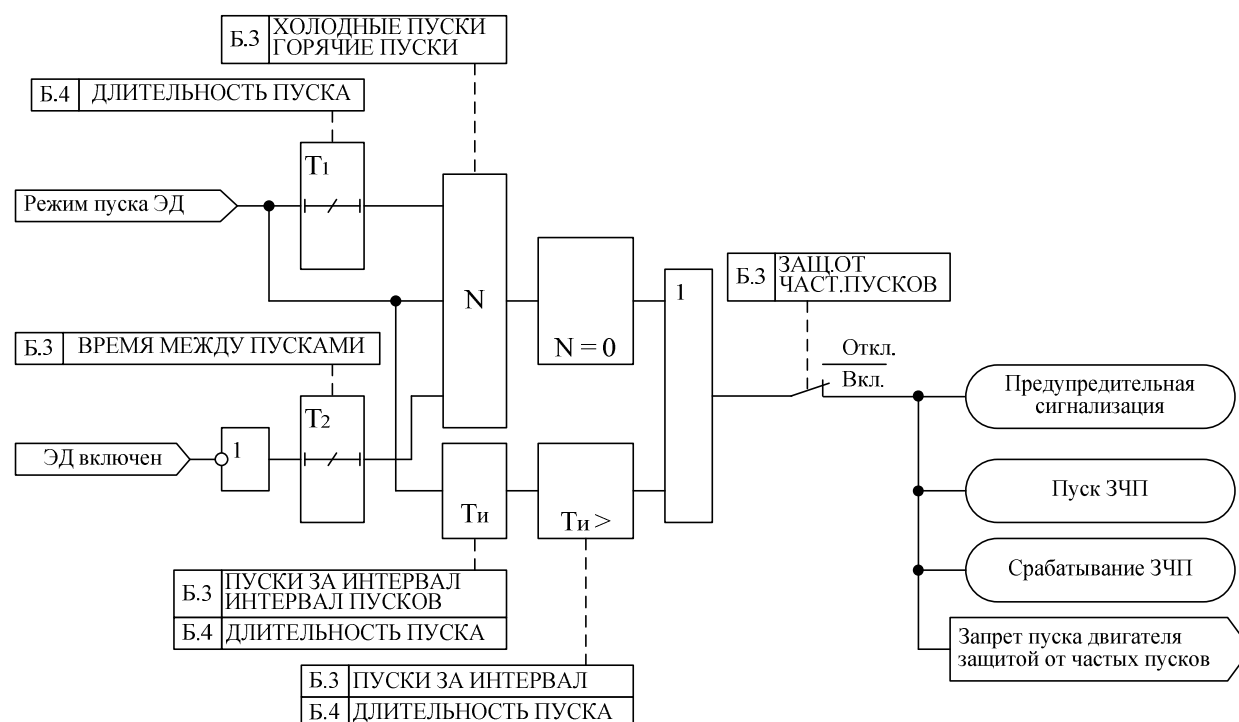 Б.3 ХОЛОДНЫЕ ПУСКИ
ГОРЯЧИЕ ПУСКИ
Б.4 ДЛИТЕЛЬНОСТЬ ПУСКА
T1
Режим пуска ЭД
N
N = 0
1
Б.3 ЗАЩ.ОТ
ЧАСТ.ПУСКОВ
Откл.
Вкл.
Б.3 ВРЕМЯ МЕЖДУ ПУСКАМИ
T2
ЭД включен
1
Tи
Tи >
Предупредительная
сигнализация
Пуск ЗЧП
Срабатывание ЗЧП
Запрет пуска двигателя
защитой от частых пусков
Б.3 ПУСКИ ЗА ИНТЕРВАЛ
ИНТЕРВАЛ ПУСКОВ
Б.4 ДЛИТЕЛЬНОСТЬ ПУСКА
Б.3 ПУСКИ ЗА ИНТЕРВАЛ
Б.4 ДЛИТЕЛЬНОСТЬ ПУСКА